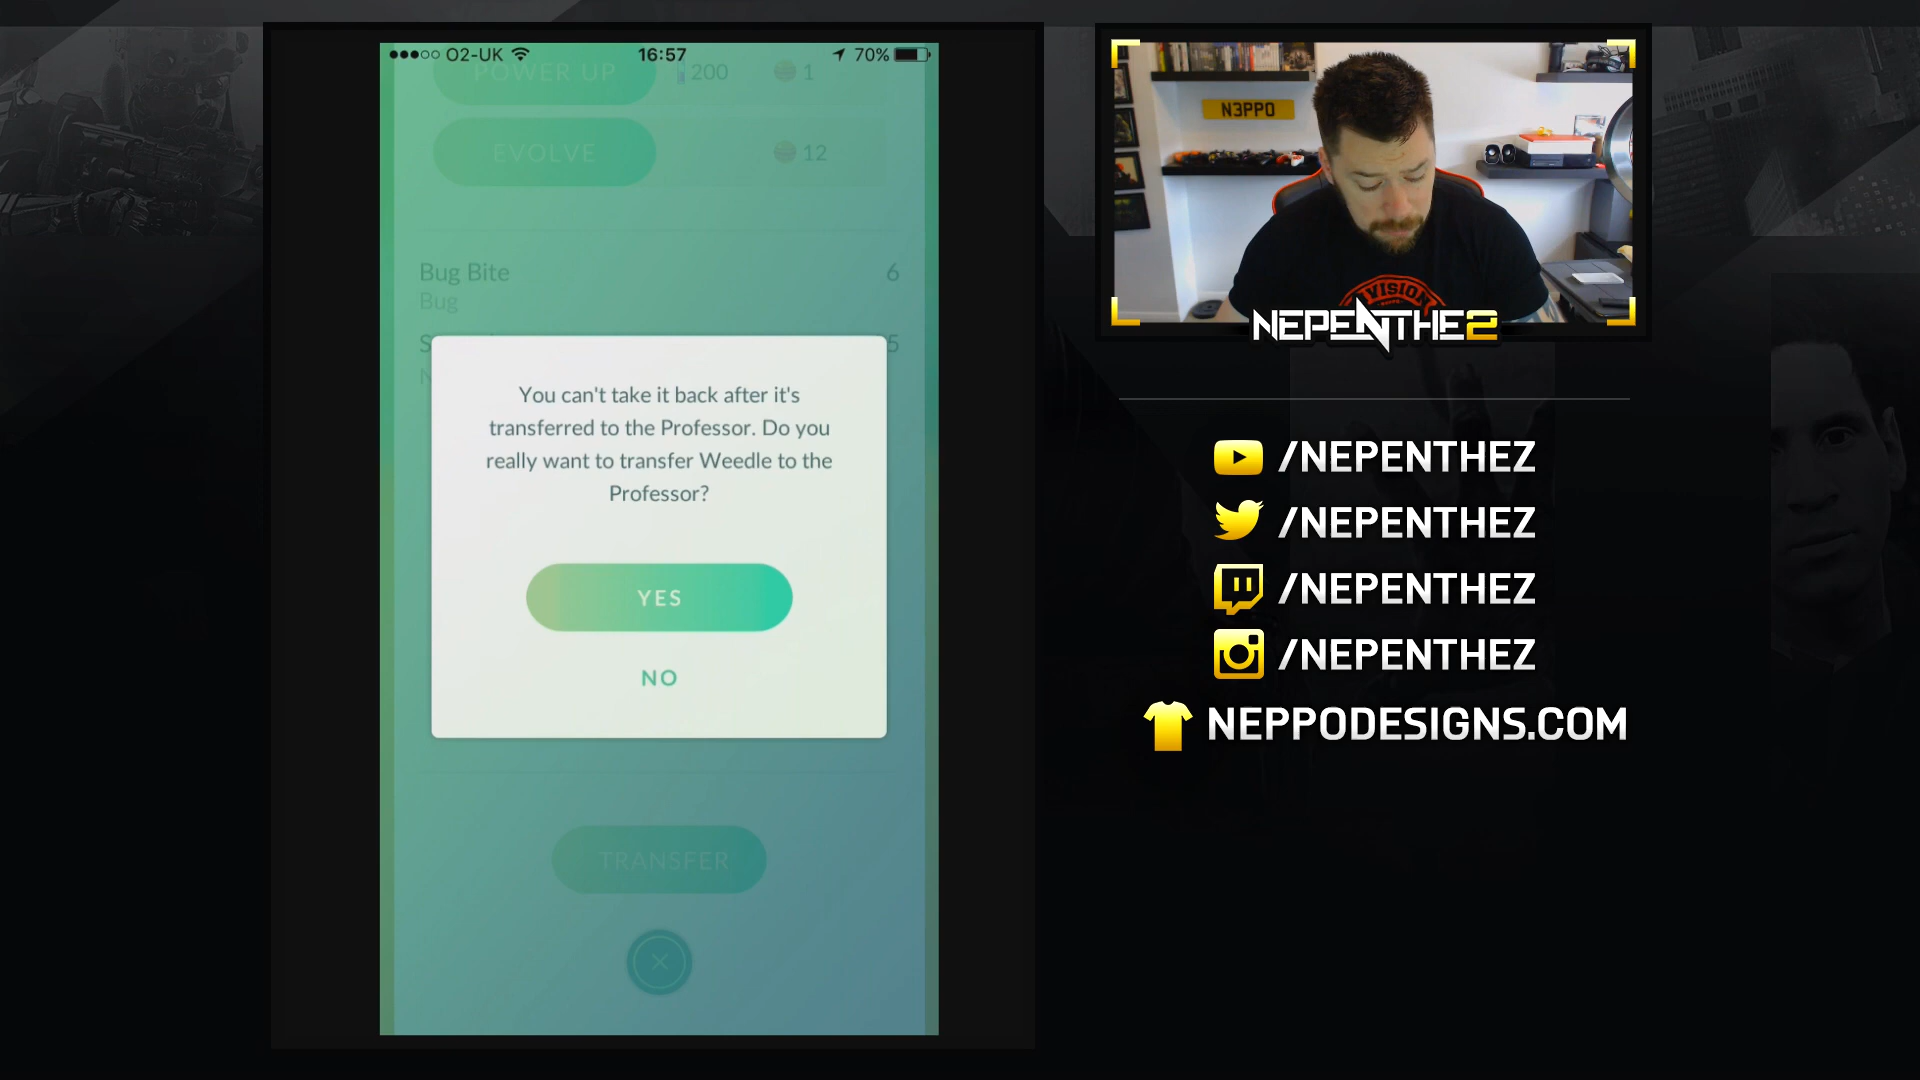 O2-UK 16:57 70%
POWER UP 200 1
EVOLVE 12
Bug Bite 6
Bug
5
You can't take it back after it's
transferred to the Professor. Do you
really want to transfer Weedle to the
Professor?
YES
NO
TRANSFER
N3PPO
VISION
NEPENTHEZ
/NEPENTHEZ
/NEPENTHEZ
/NEPENTHEZ
/NEPENTHEZ
NEPPODESIGNS.COM